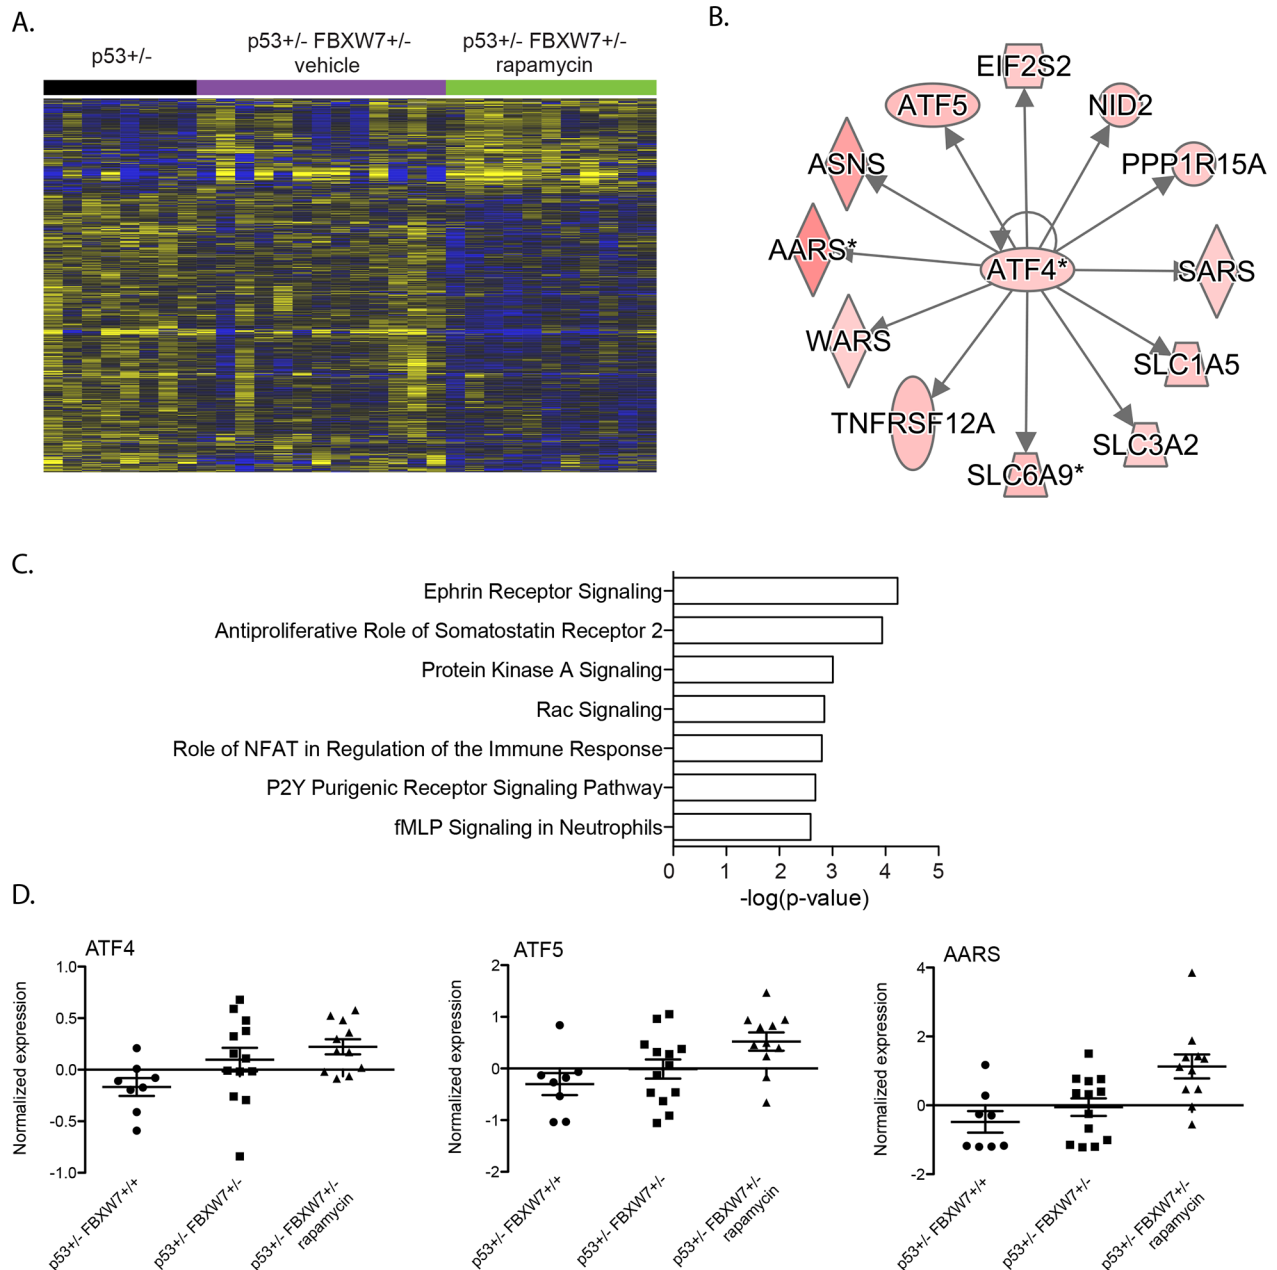 A.
p53+/-
p53+/- FBXW7+/-
vehicle
p53+/- FBXW7+/-
rapamycin
B.
EIF2S2
ATF5
NID2
ASNS
PPP1R15A
AARS*
ATF4*
SARS
WARS
SLC1A5
TNFRSF12A
SLC3A2
SLC6A9*
C.
Ephrin Receptor Signaling
Antiproliferative Role of Somatostatin Receptor 2
Protein Kinase A Signaling
Rac Signaling
Role of NFAT in Regulation of the Immune Response
P2Y Purigenic Receptor Signaling Pathway
fMLP Signaling in Neutrophils
0 1 2 3 4 5
-log(p-value)
D.
ATF4
Normalized expression
1.0
0.5
0.0
-0.5
-1.0
p53+/- FBXW7+/+
p53+/- FBXW7+/-
p53+/- FBXW7+/-
rapamycin
ATF5
Normalized expression
2
1
0
-1
-2
p53+/- FBXW7+/+
p53+/- FBXW7+/-
p53+/- FBXW7+/-
rapamycin
AARS
Normalized expression
4
2
0
-2
p53+/- FBXW7+/+
p53+/- FBXW7+/-
p53+/- FBXW7+/-
rapamycin